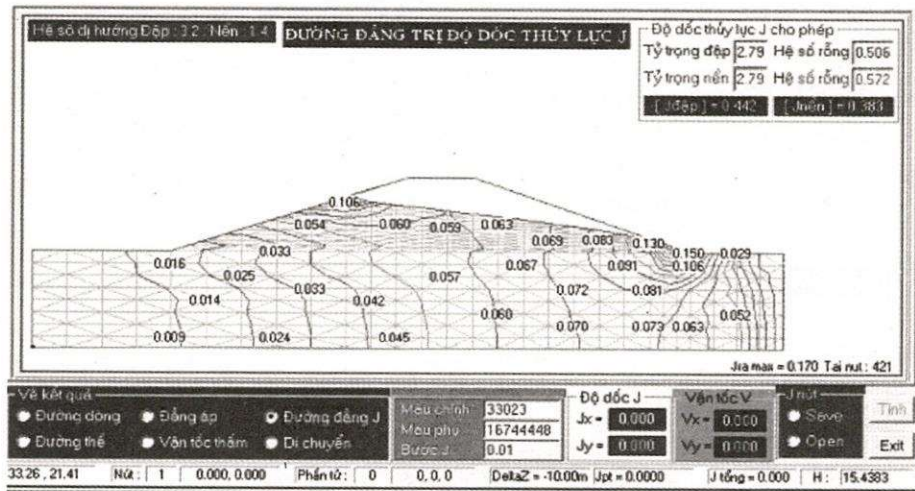 Hệ số dị hướng Đập : 3.2 : Nền : 1.4
ĐƯỜNG ĐẲNG TRỊ ĐỘ DỐC THỦY LỰC J
Độ dốc thủy lực J cho phép
Tỷ trọng đập 2.79 Hệ số rỗng 0.506
Tỷ trọng nền 2.79 Hệ số rỗng 0.572
[ Jđập ] = 0.442 [ Jnền ] = 0.383
0.106
0.054 0.060 0.059 0.063
0.069 0.083 0.130
0.016 0.033 0.150 0.029
0.025 0.057 0.067 0.091 0.106
0.014 0.033 0.042 0.072 0.081
0.060 0.052
0.009 0.024 0.045 0.070 0.073 0.063
Jra max = 0.170 Tai nut : 421
Vẽ kết quả
Đường dòng Đẳng áp Đường đẳng J
Đường thế Vận tốc thấm Di chuyển
Màu chính 33023
Màu phụ 16744448
Bước J 0.01
Độ dốc J
Jx = 0.000
Jy = 0.000
Vận tốc V
Vx = 0.000
Vy = 0.000
J nút
Save
Open
Tính
Exit
33.26 , 21.41 Nút : 1 0.000, 0.000 Phần tử : 0 0, 0, 0 DeltaZ = -10.00m Jpt = 0.0000 J tổng = 0.000 H : 15.4383